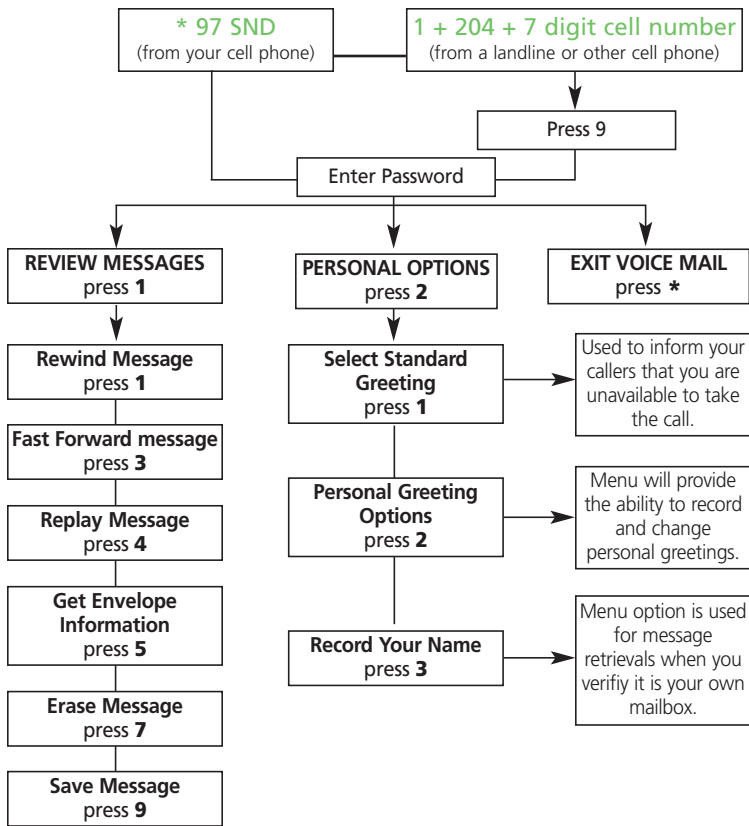 * 97 SND
(from your cell phone)
1 + 204 + 7 digit cell number
(from a landline or other cell phone)
Press 9
Enter Password
REVIEW MESSAGES
press 1
PERSONAL OPTIONS
press 2
EXIT VOICE MAIL
press *
Rewind Message
press 1
Fast Forward message
press 3
Replay Message
press 4
Get Envelope
Information
press 5
Erase Message
press 7
Save Message
press 9
Select Standard
Greeting
press 1
Used to inform your
callers that you are
unavailable to take
the call.
Personal Greeting
Options
press 2
Menu will provide
the ability to record
and change
personal greetings.
Record Your Name
press 3
Menu option is used
for message
retrievals when you
verifiy it is your own
mailbox.